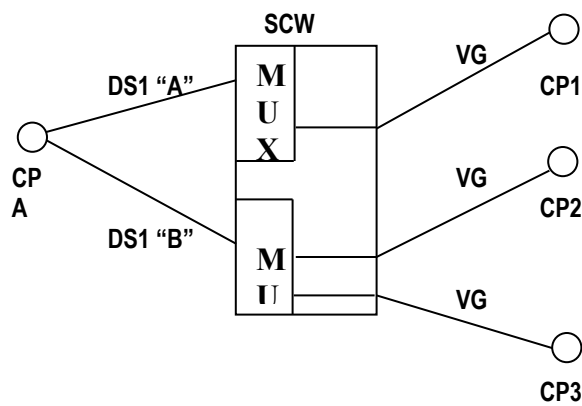 SCW
VG
CP1
DS1 “A”
M
U
X
CP
A
VG
CP2
DS1 “B”
M
U
VG
CP3